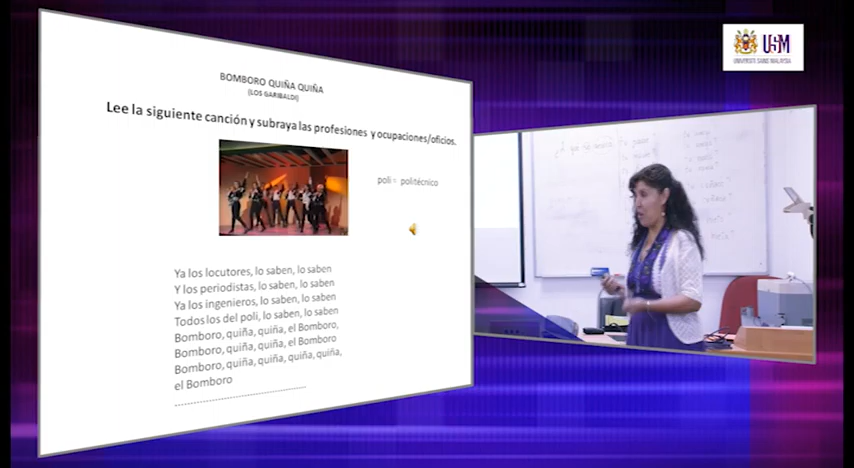 BOMBORO QUIÑA QUIÑA
(LOS GARIBALDI)
Lee la siguiente canción y subraya las profesiones y ocupaciones/oficios.
poli = politécnico
Ya los locutores, lo saben, lo saben
Y los periodistas, lo saben, lo saben
Ya los ingenieros, lo saben, lo saben
Todos los del poli, lo saben, lo saben
Bomboro, quiña, quiña, el Bomboro,
Bomboro, quiña, quiña, el Bomboro
Bomboro, quiña, quiña, quiña, quiña,
el Bomboro
USM
UNIVERSITI SAINS MALAYSIA